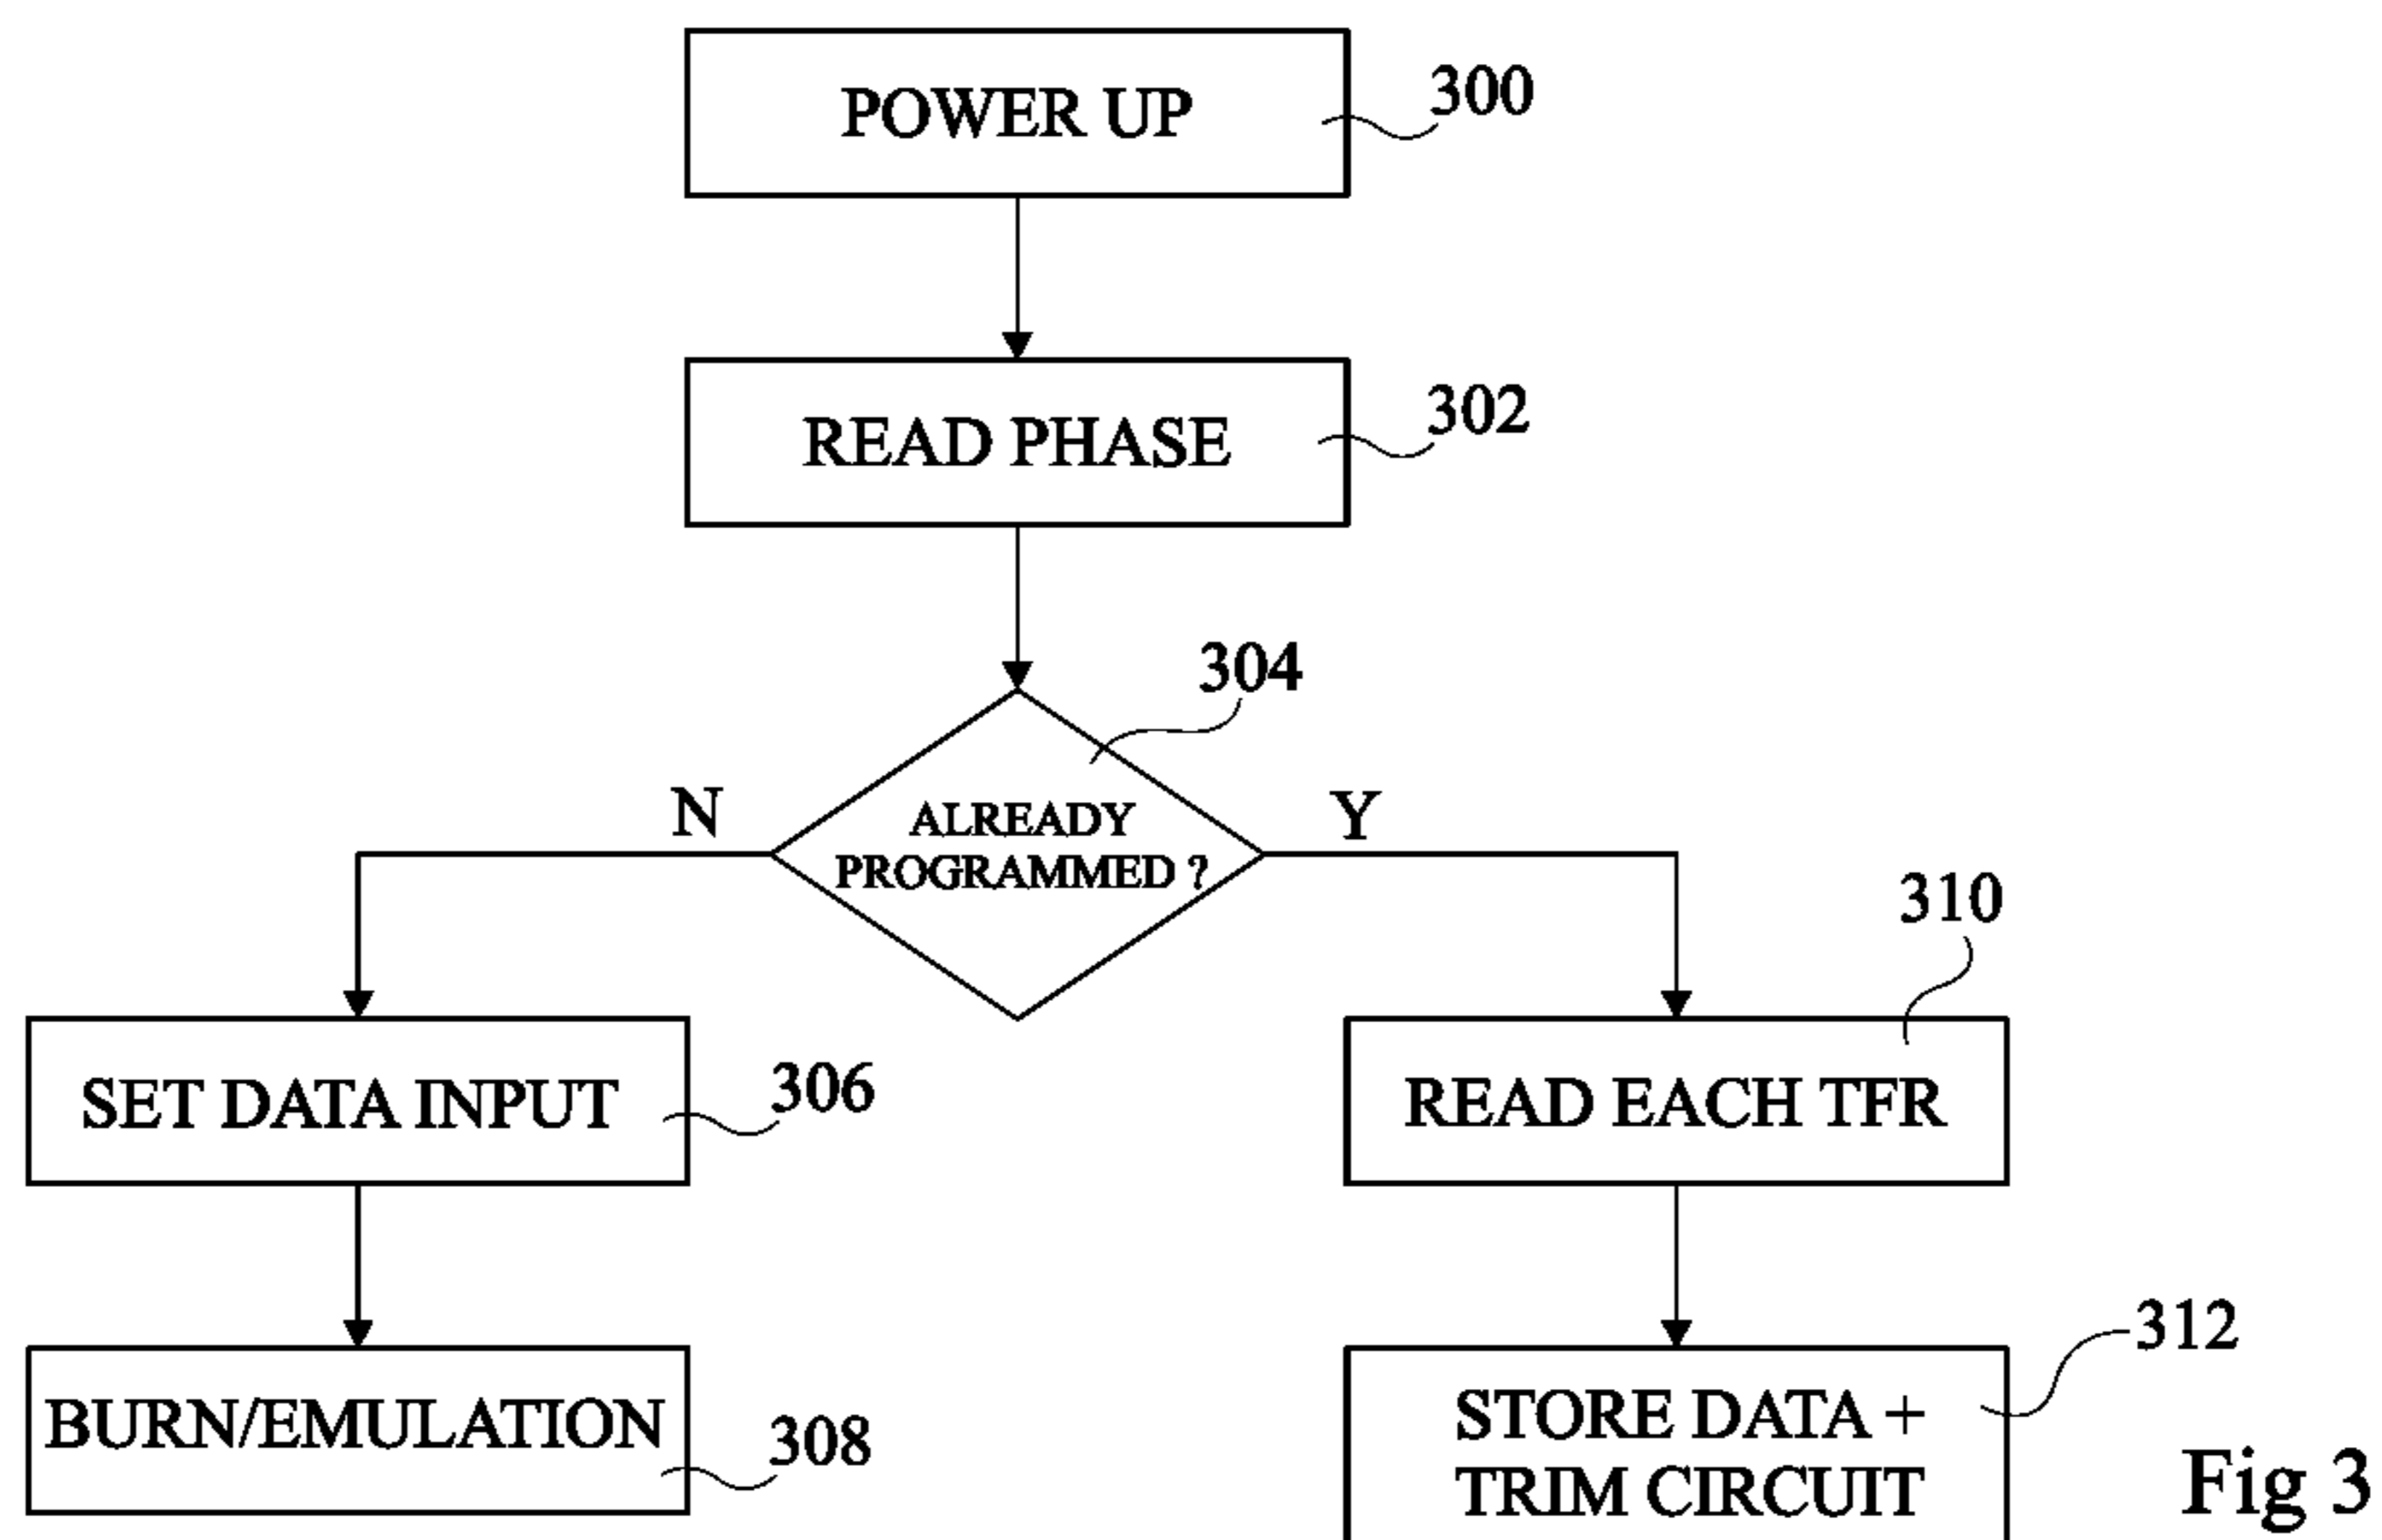 POWER UP
300
READ PHASE
302
304
N
ALREADY
PROGRAMMED ?
Y
310
SET DATA INPUT
306
READ EACH TFR
BURN/EMULATION
308
STORE DATA +
TRIM CIRCUIT
312
Fig 3